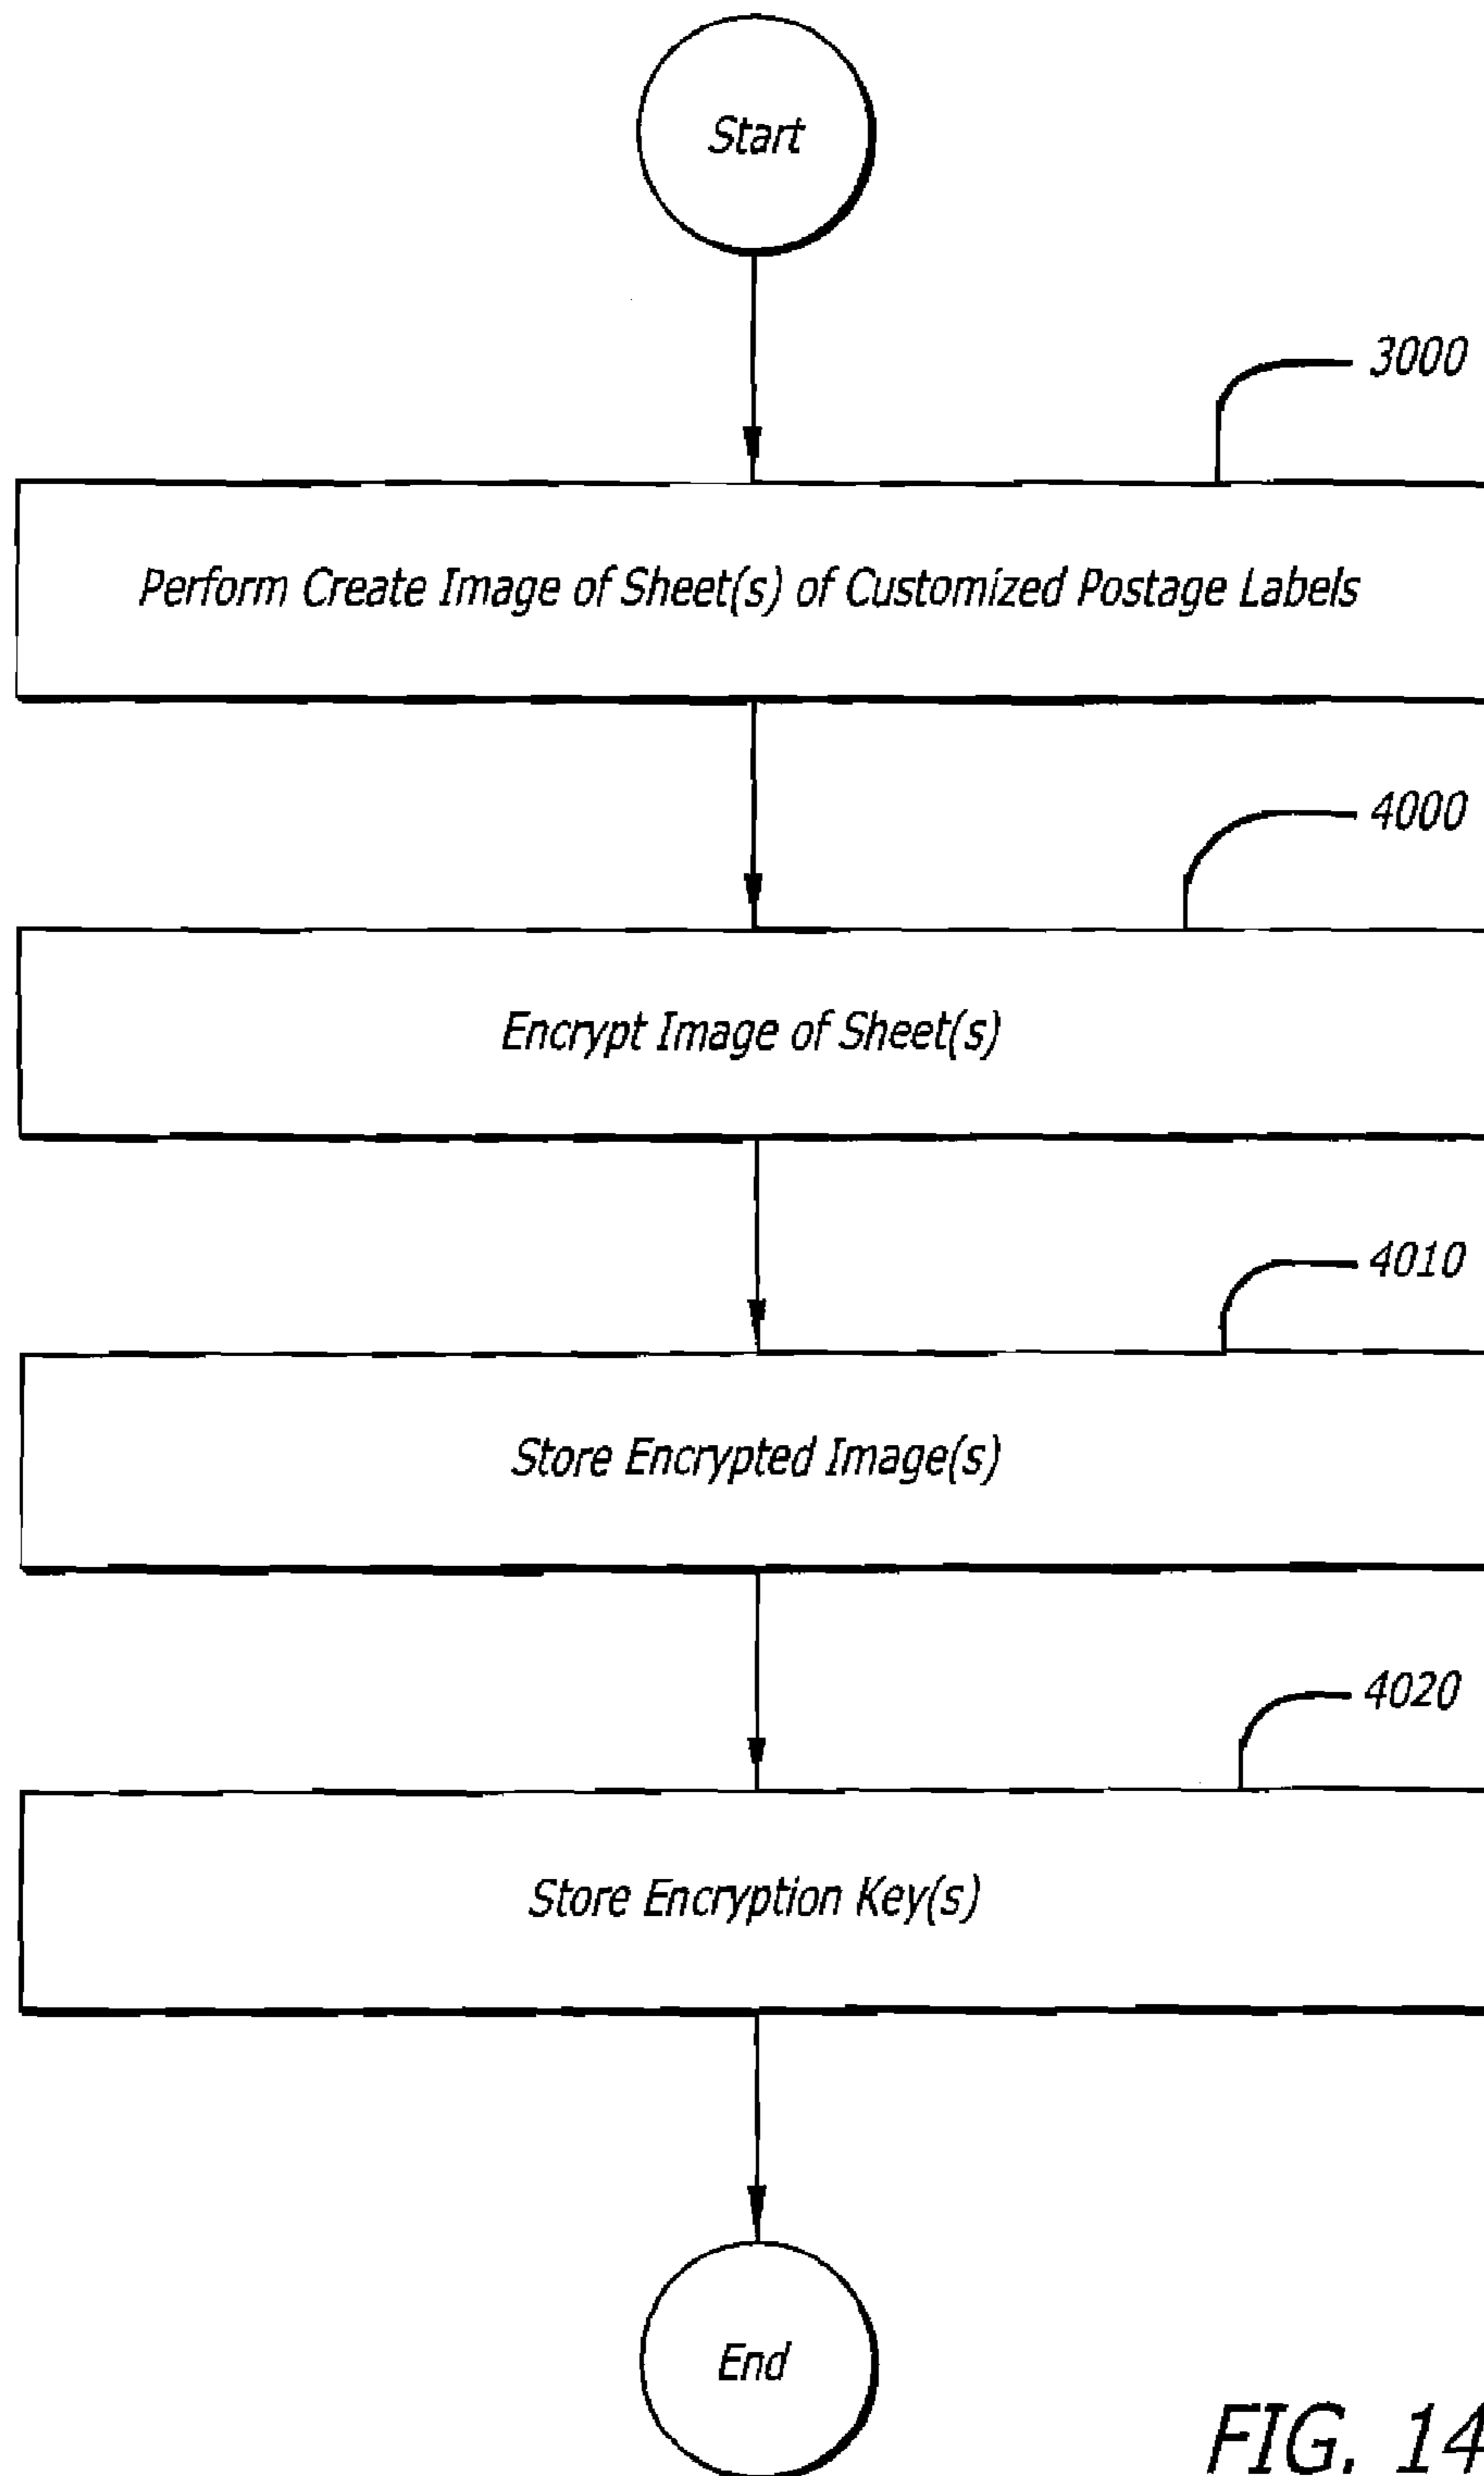 Start
3000
Perform Create Image of Sheet(s) of Customized Postage Labels
4000
Encrypt Image of Sheet(s)
4010
Store Encrypted Image(s)
4020
Store Encryption Key(s)
End
FIG. 14